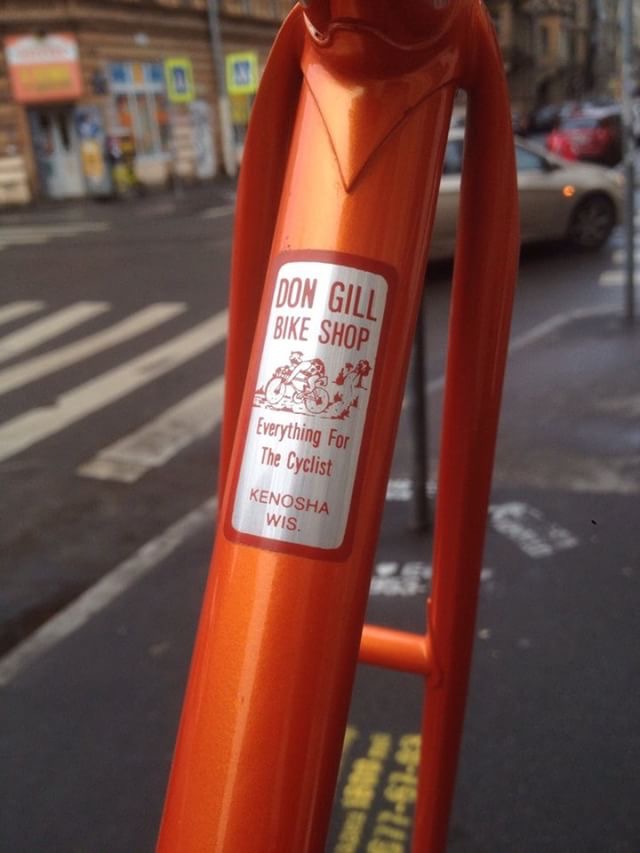 DON GILL
BIKE SHOP
Everything For
The Cyclist
KENOSHA
WIS.